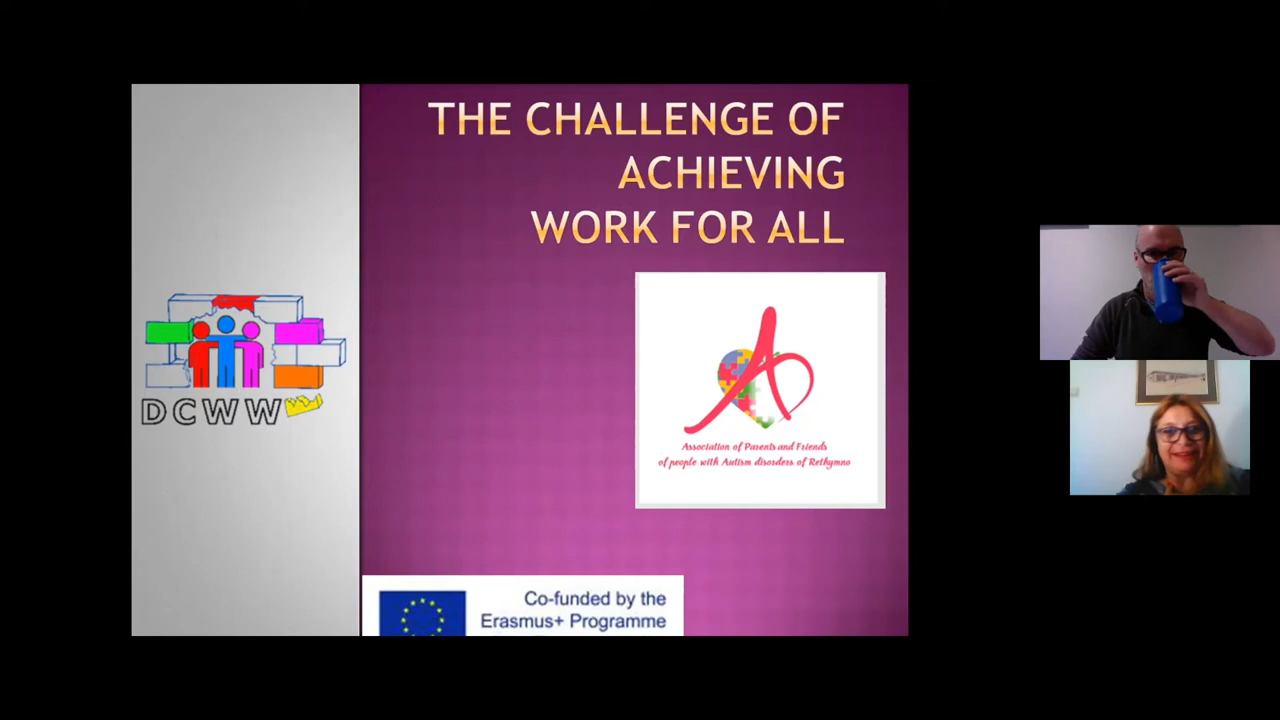 THE CHALLENGE OF
ACHIEVING
WORK FOR ALL
DCWW
Association of Parents and Friends
of people with Autism disorders of Rethymno
Co-funded by the
Erasmus+ Programme